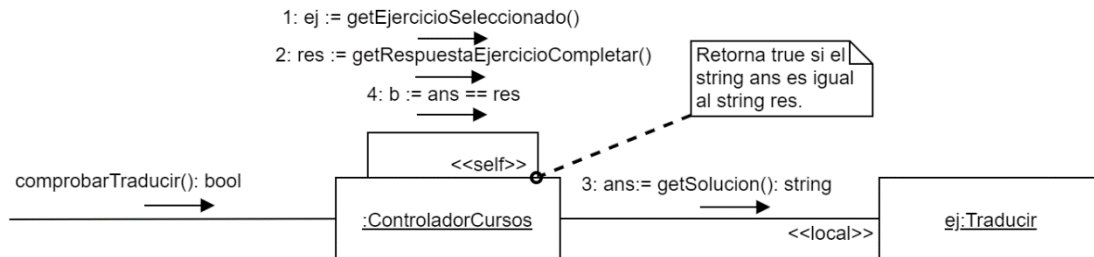 1: ej := getEjercicioSeleccionado()
2: res := getRespuestaEjercicioCompletar()
4: b := ans == res
Retorna true si el
string ans es igual
al string res.
<<self>>
comprobarTraducir(): bool
:ControladorCursos
3: ans:= getSolucion(): string
<<local>>
ej:Traducir